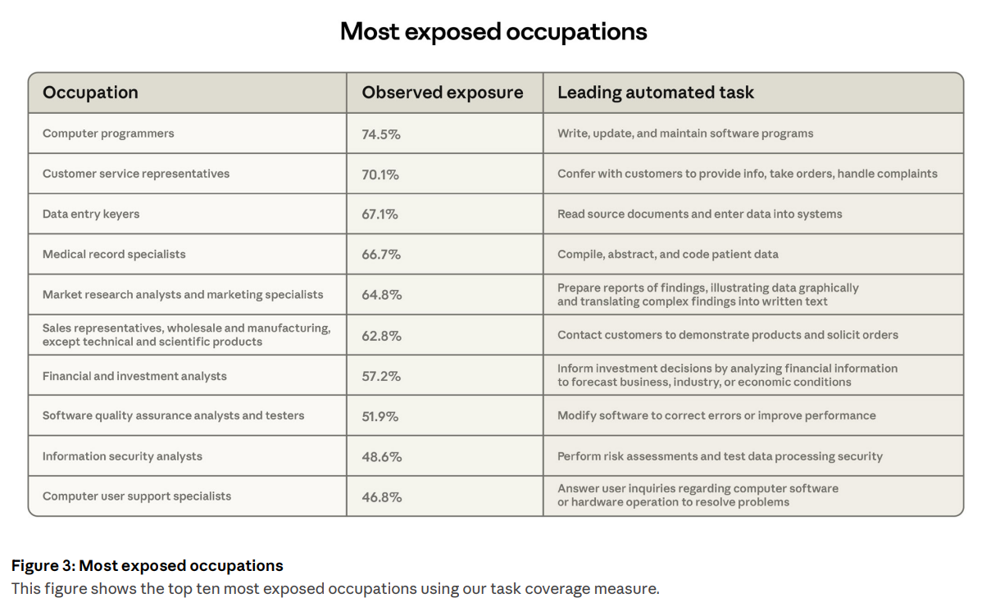 Most exposed occupations
Occupation
Observed exposure
Leading automated task
Computer programmers
74.5%
Write, update, and maintain software programs
Customer service representatives
70.1%
Confer with customers to provide info, take orders, handle complaints
Data entry keyers
67.1%
Read source documents and enter data into systems
Medical record specialists
66.7%
Compile, abstract, and code patient data
Market research analysts and marketing specialists
64.8%
Prepare reports of findings, illustrating data graphically
and translating complex findings into written text
Sales representatives, wholesale and manufacturing,
except technical and scientific products
62.8%
Contact customers to demonstrate products and solicit orders
Financial and investment analysts
57.2%
Inform investment decisions by analyzing financial information
to forecast business, industry, or economic conditions
Software quality assurance analysts and testers
51.9%
Modify software to correct errors or improve performance
Information security analysts
48.6%
Perform risk assessments and test data processing security
Computer user support specialists
46.8%
Answer user inquiries regarding computer software
or hardware operation to resolve problems
Figure 3: Most exposed occupations
This figure shows the top ten most exposed occupations using our task coverage measure.